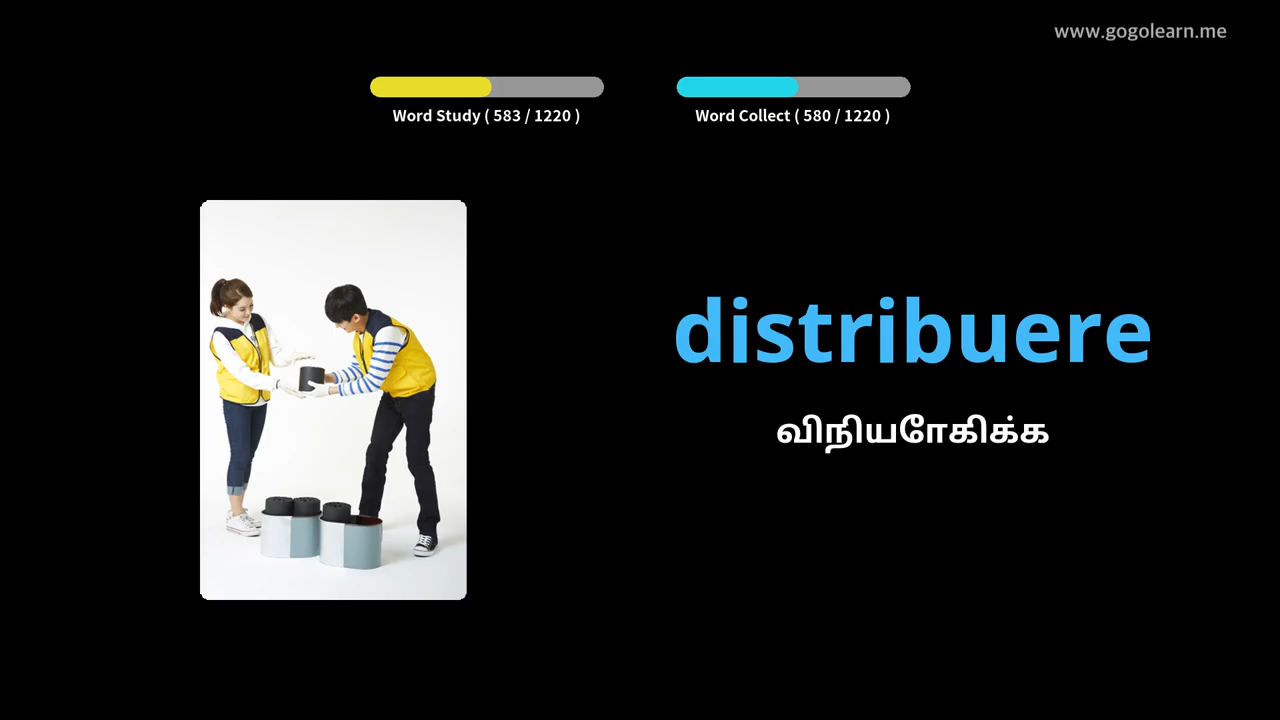 www.gogolearn.me
Word Study ( 583 / 1220 )
Word Collect ( 580 / 1220 )
distribuere
விநியோகிக்க